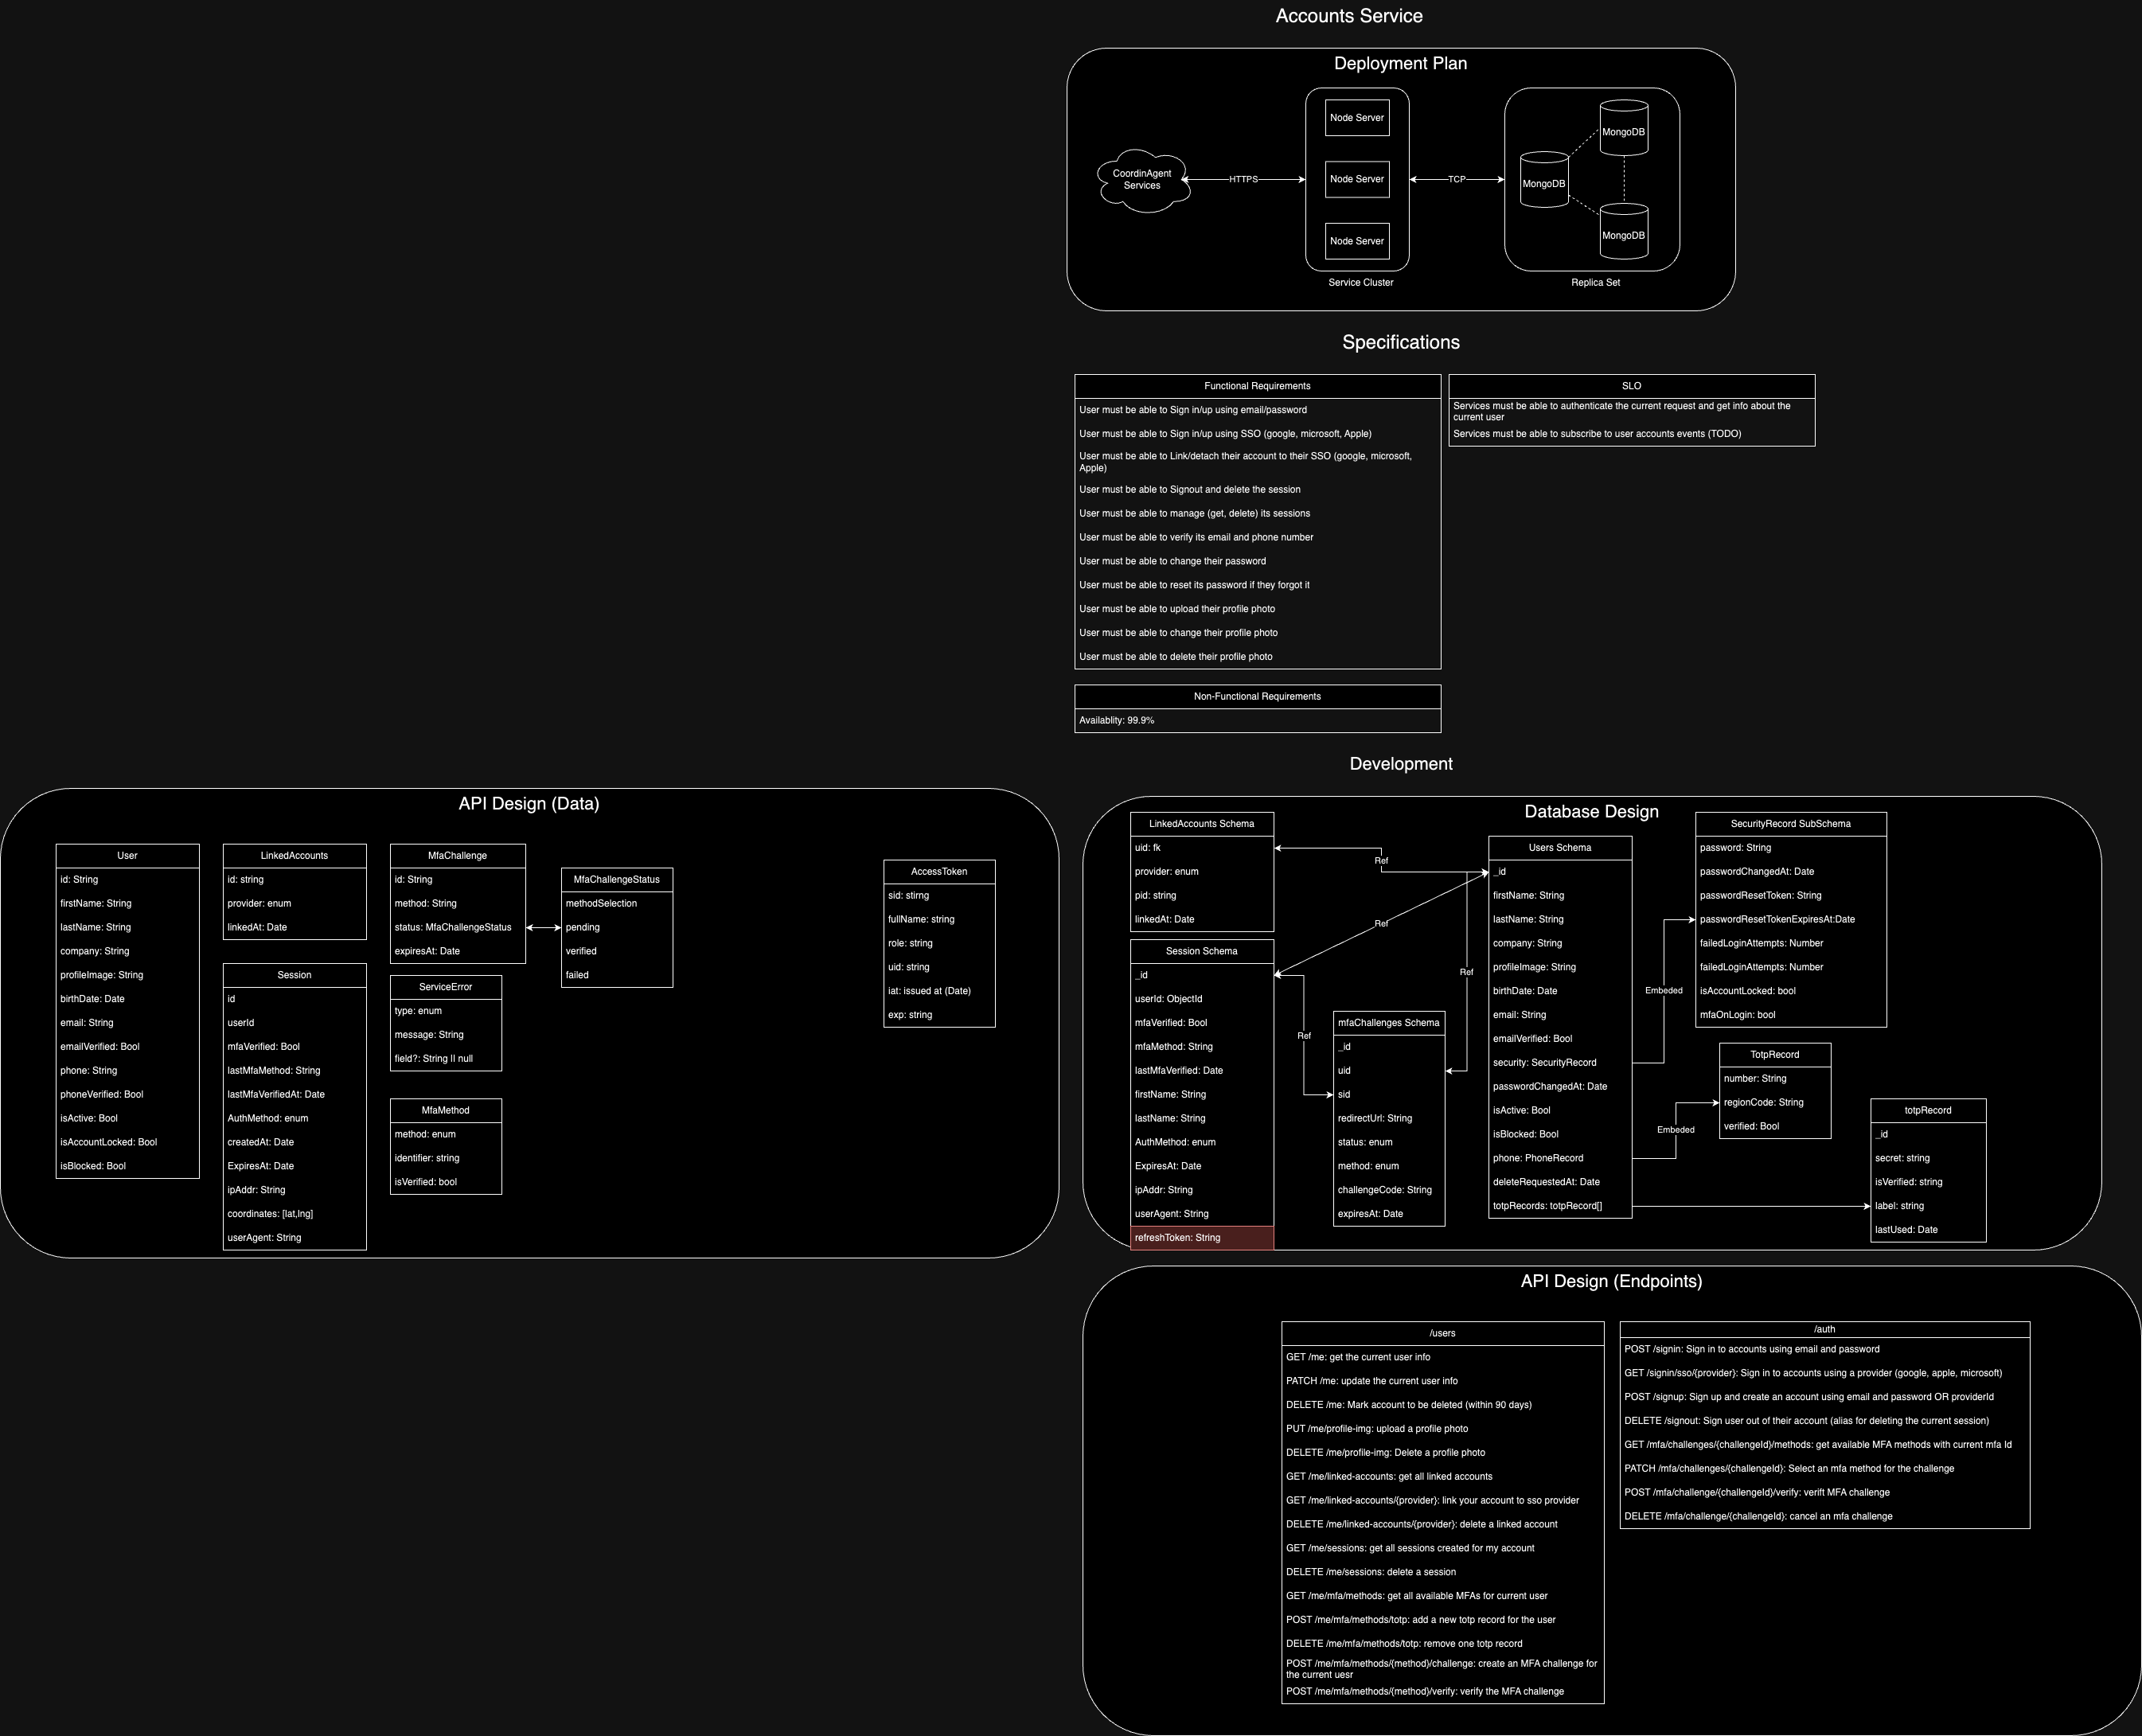 Accounts Service
Deployment Plan
CoordinAgent
Services
HTTPS
Node Server
Node Server
Node Server
Service Cluster
TCP
MongoDB
MongoDB
MongoDB
Replica Set
Specifications
Functional Requirements
User must be able to Sign in/up using email/password
User must be able to Sign in/up using SSO (google, microsoft, Apple)
User must be able to Link/detach their account to their SSO (google, microsoft,
Apple)
User must be able to Signout and delete the session
User must be able to manage (get, delete) its sessions
User must be able to verify its email and phone number
User must be able to change their password
User must be able to reset its password if they forgot it
User must be able to upload their profile photo
User must be able to change their profile photo
User must be able to delete their profile photo
SLO
Services must be able to authenticate the current request and get info about the
current user
Services must be able to subscribe to user accounts events (TODO)
Non-Functional Requirements
Availablity: 99.9%
Development
API Design (Data)
User
id: String
firstName: String
lastName: String
company: String
profileImage: String
birthDate: Date
email: String
emailVerified: Bool
phone: String
phoneVerified: Bool
isActive: Bool
isAccountLocked: Bool
isBlocked: Bool
LinkedAccounts
id: string
provider: enum
linkedAt: Date
Session
id
userId
mfaVerified: Bool
lastMfaMethod: String
lastMfaVerifiedAt: Date
AuthMethod: enum
createdAt: Date
ExpiresAt: Date
ipAddr: String
coordinates: [lat,lng]
userAgent: String
MfaChallenge
id: String
method: String
status: MfaChallengeStatus
expiresAt: Date
ServiceError
type: enum
message: String
field?: String II null
MfaMethod
method: enum
identifier: string
isVerified: bool
MfaChallengeStatus
methodSelection
pending
verified
failed
AccessToken
sid: stirng
fullName: string
role: string
uid: string
iat: issued at (Date)
exp: string
Database Design
LinkedAccounts Schema
uid: fk
provider: enum
pid: string
linkedAt: Date
Session Schema
_id
userId: ObjectId
mfaVerified: Bool
mfaMethod: String
lastMfaVerified: Date
firstName: String
lastName: String
AuthMethod: enum
ExpiresAt: Date
ipAddr: String
userAgent: String
refreshToken: String
Ref
Ref
Ref
Ref
mfaChallenges Schema
_id
uid
sid
redirectUrl: String
status: enum
method: enum
challengeCode: String
expiresAt: Date
Users Schema
_id
firstName: String
lastName: String
company: String
profileImage: String
birthDate: Date
email: String
emailVerified: Bool
security: SecurityRecord
passwordChangedAt: Date
isActive: Bool
isBlocked: Bool
phone: PhoneRecord
deleteRequestedAt: Date
totpRecords: totpRecord[]
Embeded
Embeded
SecurityRecord SubSchema
password: String
passwordChangedAt: Date
passwordResetToken: String
passwordResetTokenExpiresAt:Date
failedLoginAttempts: Number
failedLoginAttempts: Number
isAccountLocked: bool
mfaOnLogin: bool
TotpRecord
number: String
regionCode: String
verified: Bool
totpRecord
_id
secret: string
isVerified: string
label: string
lastUsed: Date
API Design (Endpoints)
/users
GET /me: get the current user info
PATCH /me: update the current user info
DELETE /me: Mark account to be deleted (within 90 days)
PUT /me/profile-img: upload a profile photo
DELETE /me/profile-img: Delete a profile photo
GET /me/linked-accounts: get all linked accounts
GET /me/linked-accounts/{provider}: link your account to sso provider
DELETE /me/linked-accounts/{provider}: delete a linked account
GET /me/sessions: get all sessions created for my account
DELETE /me/sessions: delete a session
GET /me/mfa/methods: get all available MFAs for current user
POST /me/mfa/methods/totp: add a new totp record for the user
DELETE /me/mfa/methods/totp: remove one totp record
POST /me/mfa/methods/{method}/challenge: create an MFA challenge for
the current uesr
POST /me/mfa/methods/{method}/verify: verify the MFA challenge
/auth
POST /signin: Sign in to accounts using email and password
GET /signin/sso/{provider}: Sign in to accounts using a provider (google, apple, microsoft)
POST /signup: Sign up and create an account using email and password OR providerId
DELETE /signout: Sign user out of their account (alias for deleting the current session)
GET /mfa/challenges/{challengeId}/methods: get available MFA methods with current mfa Id
PATCH /mfa/challenges/{challengeId}: Select an mfa method for the challenge
POST /mfa/challenge/{challengeId}/verify: verift MFA challenge
DELETE /mfa/challenge/{challengeId}: cancel an mfa challenge